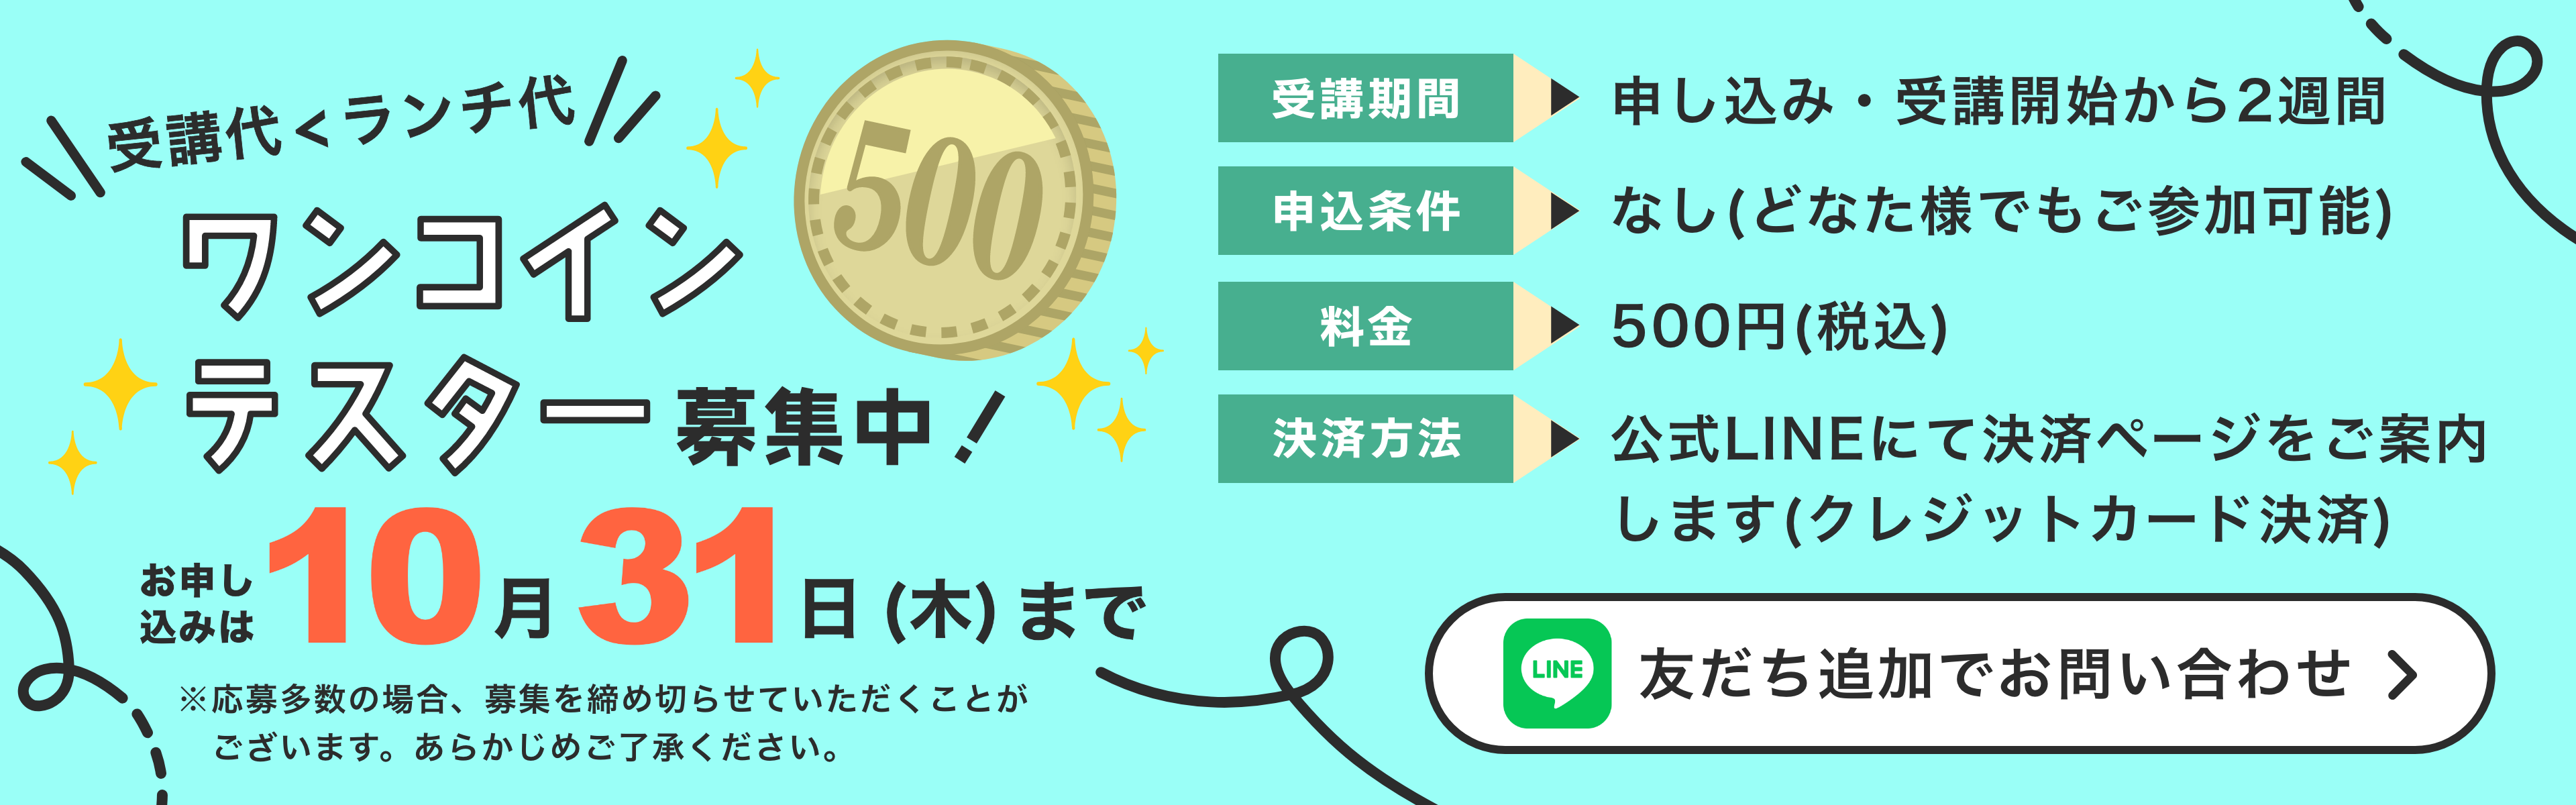 受講代<ランチ代
500
ワンコイン
テスター募集中!
お申し
込みは
10月31日(木)まで
※応募多数の場合、募集を締め切らせていただくことが
ございます。あらかじめご了承ください。
受講期間
申し込み・受講開始から2週間
申込条件
なし(どなた様でもご参加可能)
料金
500円(税込)
決済方法
公式LINEにて決済ページをご案内
します(クレジットカード決済)
LINE
友だち追加でお問い合わせ